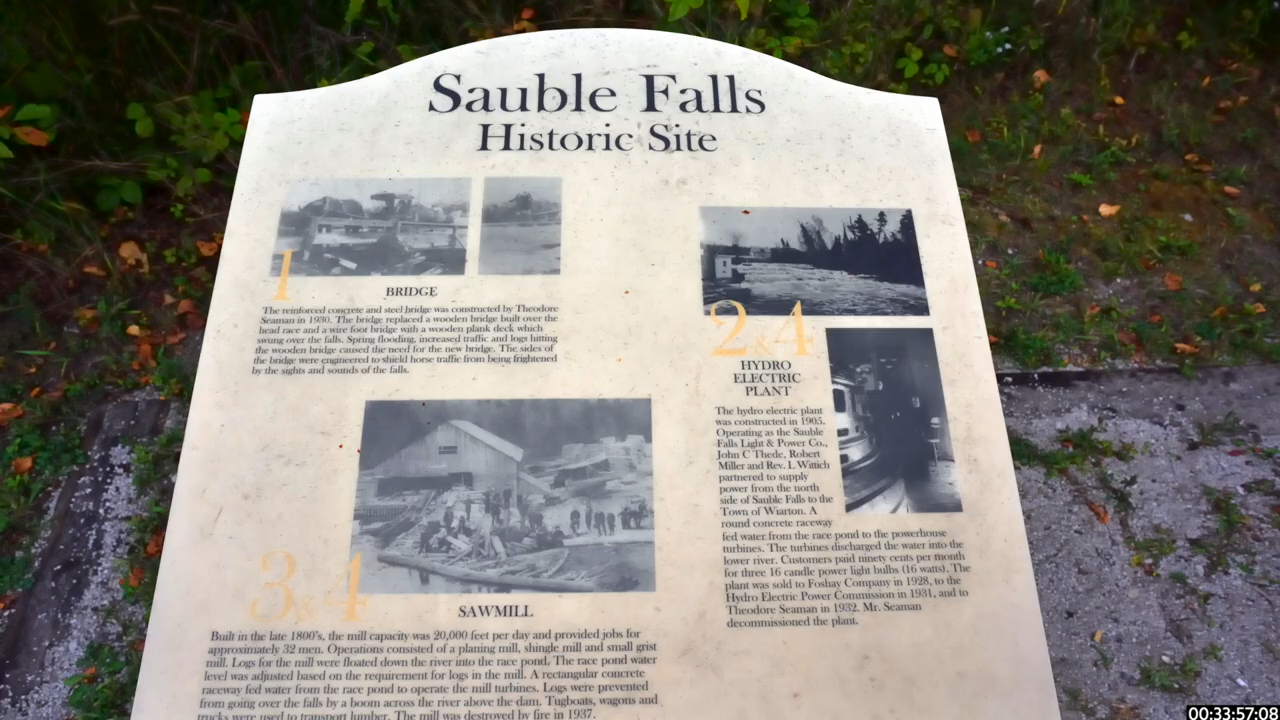 Sauble Falls
Historic Site
1
BRIDGE
The reinforced concrete and steel bridge was constructed by Theodore
Seaman in 1930. The bridge replaced a wooden bridge built over the
head race and a wire foot bridge with a wooden plank deck which
swung over the falls. Spring flooding, increased traffic and logs hitting
the wooden bridge caused the need for the new bridge. The sides of
the bridge were engineered to shield horse traffic from being frightened
by the sights and sounds of the falls.
2&4
HYDRO
ELECTRIC
PLANT
The hydro electric plant
was constructed in 1905.
Operating as the Sauble
Falls Light & Power Co.,
John C Thede, Robert
Miller and Rev. L Wittich
partnered to supply
power from the north
side of Sauble Falls to the
Town of Wiarton. A
round concrete raceway
fed water from the race pond to the powerhouse
turbines. The turbines discharged the water into the
lower river. Customers paid ninety cents per month
for three 16 candle power light bulbs (16 watts). The
plant was sold to Foshay Company in 1928, to the
Hydro Electric Power Commission in 1931, and to
Theodore Seaman in 1932. Mr. Seaman
decommissioned the plant.
3&4
SAWMILL
Built in the late 1800's, the mill capacity was 20,000 feet per day and provided jobs for
approximately 32 men. Operations consisted of a planing mill, shingle mill and small grist
mill. Logs for the mill were floated down the river into the race pond. The race pond water
level was adjusted based on the requirement for logs in the mill. A rectangular concrete
raceway fed water from the race pond to operate the mill turbines. Logs were prevented
from going over the falls by a boom across the river above the dam. Tugboats, wagons and
trucks were used to transport lumber. The mill was destroyed by fire in 1937.
00:33:57:08